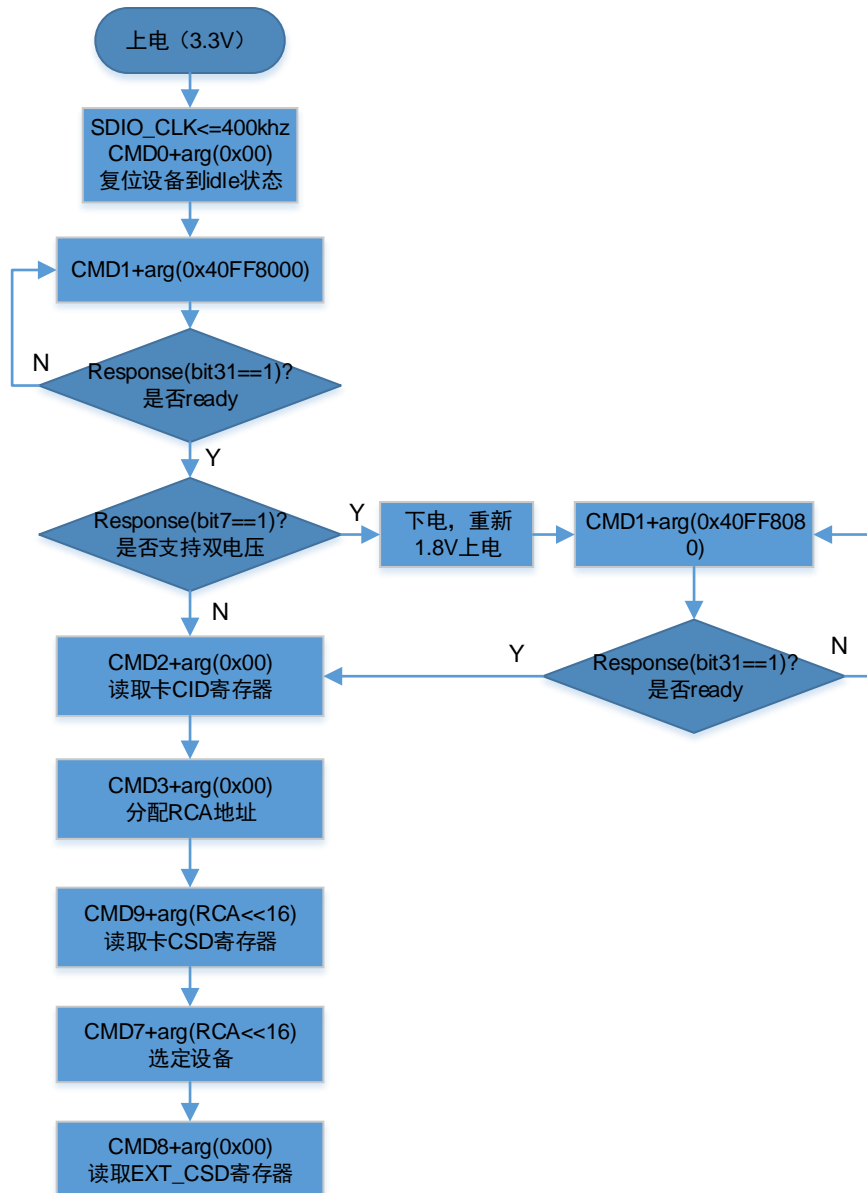 上电（3.3V）
SDIO_CLK<=400khz
CMD0+arg(0x00)
复位设备到idle状态
CMD1+arg(0x40FF8000)
N
Response(bit31==1)?
是否ready
Y
Response(bit7==1)?
是否支持双电压
Y
下电，重新
1.8V上电
CMD1+arg(0x40FF808
0)
N
CMD2+arg(0x00)
读取卡CID寄存器
Y
Response(bit31==1)?
是否ready
N
CMD3+arg(0x00)
分配RCA地址
CMD9+arg(RCA<<16)
读取卡CSD寄存器
CMD7+arg(RCA<<16)
选定设备
CMD8+arg(0x00)
读取EXT_CSD寄存器